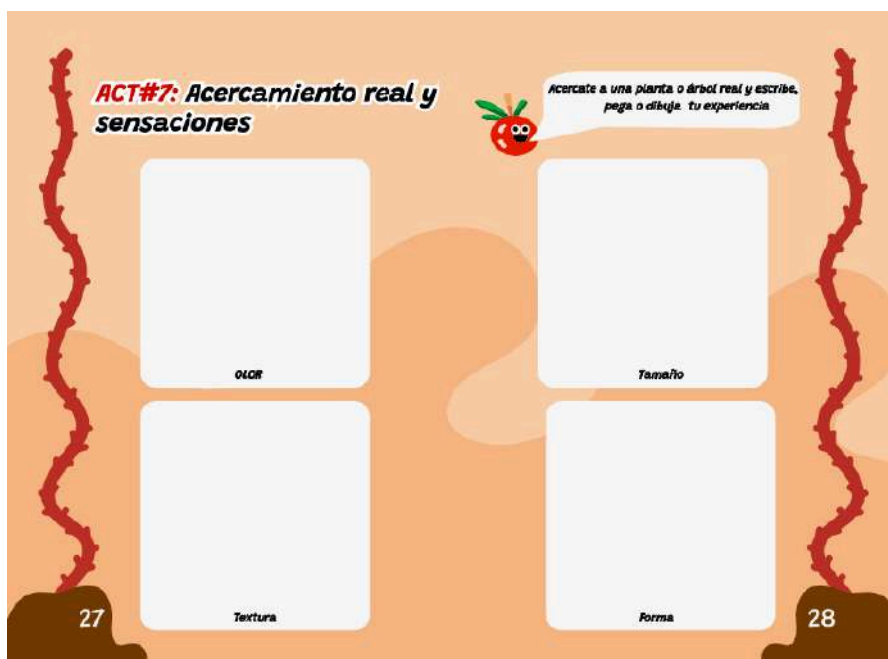 ACT#7: Acercamiento real y
sensaciones
Acercate a una planta o árbol real y escribe,
pega o dibuja tu experiencia
OLOR
Tamaño
Textura
Forma
27
28